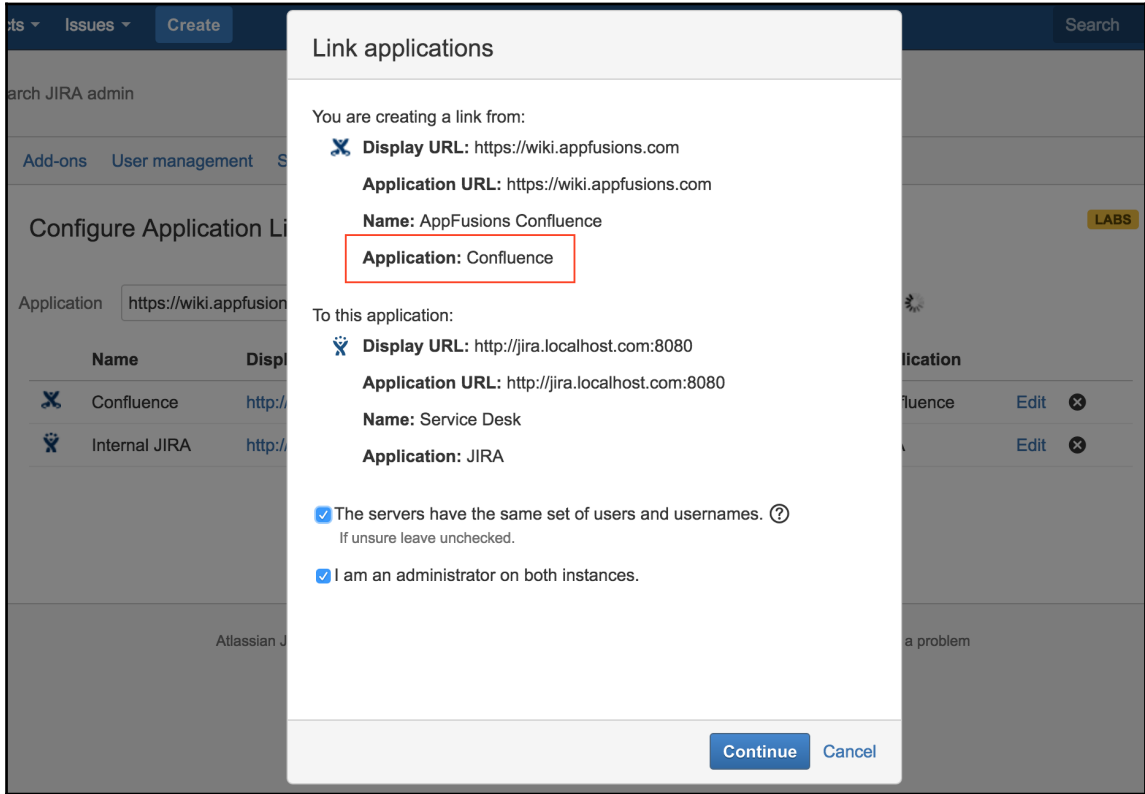 cts Issues Create Search
arch JIRA admin
Add-ons User management S
Configure Application Li LABS
Application https://wiki.appfusion
Name Displ lication
Confluence http:/ fluence Edit
Internal JIRA http:/ Edit
Atlassian J a problem
Link applications
You are creating a link from:
Display URL: https://wiki.appfusions.com
Application URL: https://wiki.appfusions.com
Name: AppFusions Confluence
Application: Confluence
To this application:
Display URL: http://jira.localhost.com:8080
Application URL: http://jira.localhost.com:8080
Name: Service Desk
Application: JIRA
The servers have the same set of users and usernames. ?
If unsure leave unchecked.
I am an administrator on both instances.
Continue Cancel